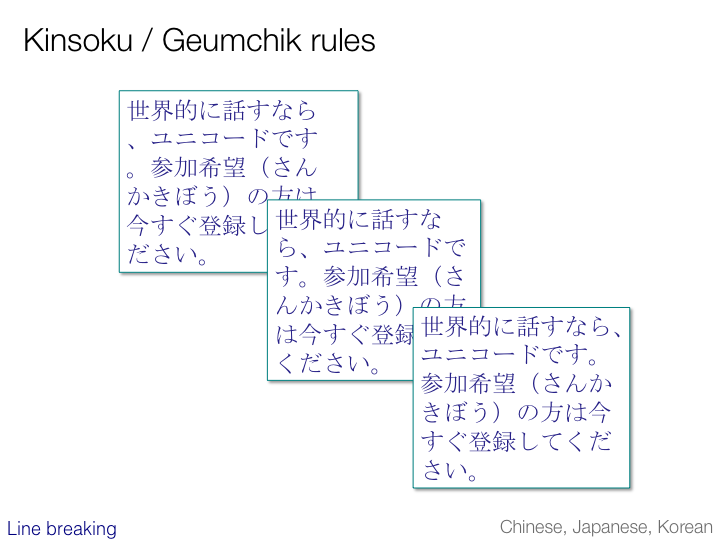 Kinsoku / Geumchik rules
世界的に話すなら
、ユニコードです
。参加希望（さん
かきぼう）の方は
今すぐ登録し
ださい。
世界的に話すな
ら、ユニコードで
す。参加希望（さ
んかきぼう）の方
は今すぐ登録
ください。
世界的に話すなら、
ユニコードです。
参加希望（さんか
きぼう）の方は今
すぐ登録してくだ
さい。
Line breaking
Chinese, Japanese, Korean